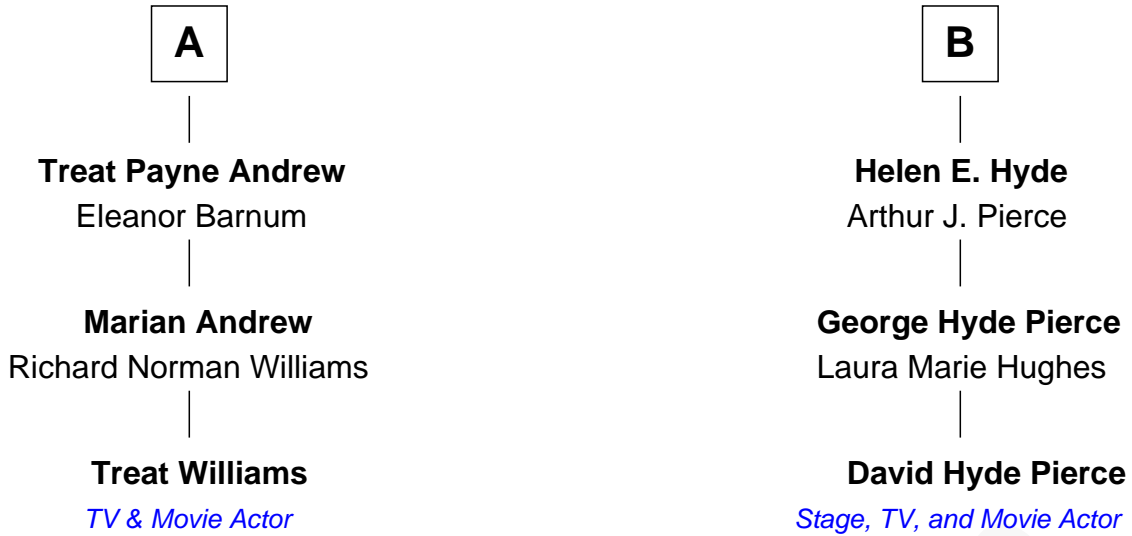 A
Treat Payne Andrew
Eleanor Barnum
Marian Andrew
Richard Norman Williams
Treat Williams
TV & Movie Actor
B
Helen E. Hyde
Arthur J. Pierce
George Hyde Pierce
Laura Marie Hughes
David Hyde Pierce
Stage, TV, and Movie Actor